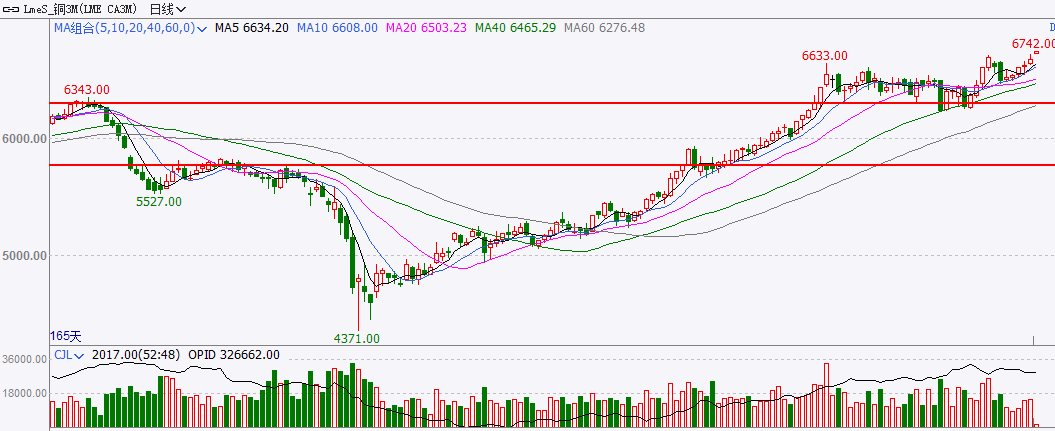 LmeS_铜3M(LME CA3M) 日线
MA组合(5,10,20,40,60,0) MA5 6634.20 MA10 6608.00 MA20 6503.23 MA40 6465.29 MA60 6276.48
6742.00
6633.00
6343.00
6000.00
5527.00
5000.00
4371.00
165天
CJL 2017.00(52:48) OPID 326662.00
36000.00
18000.00